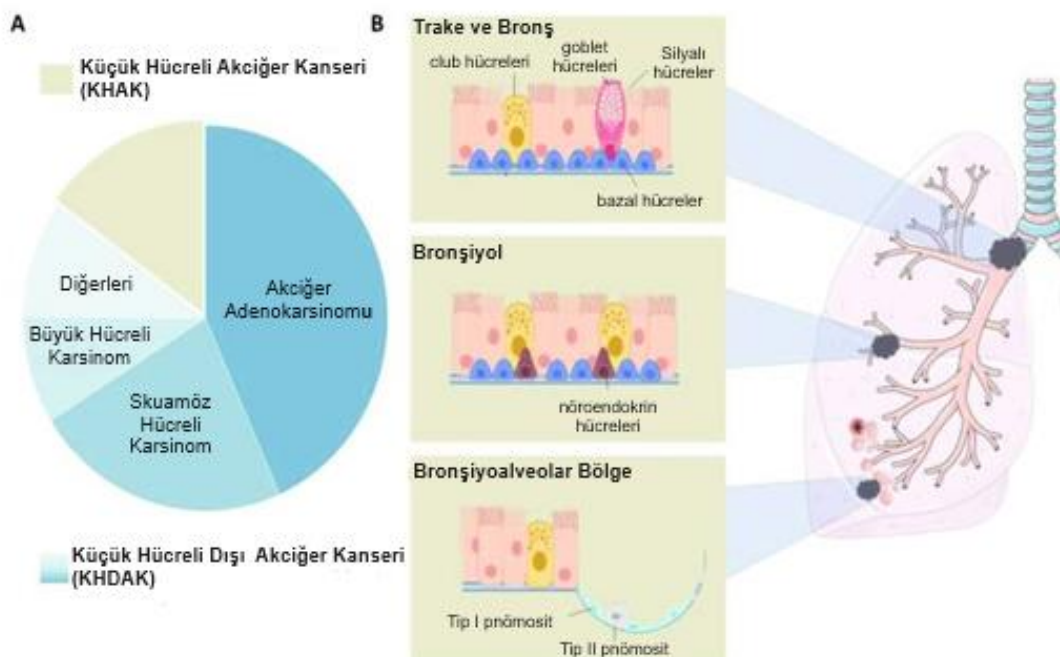 A
Küçük Hücreli Akciğer Kanseri
(KHAK)
Diğerleri
Büyük Hücreli
Karsinom
Skuamöz
Hücreli
Karsinom
Akciğer
Adenokarsinomu
Küçük Hücreli Dışı Akciğer Kanseri
(KHDAK)
B
Trake ve Bronş
club hücreleri
goblet
hücreleri
Silyalı
hücreler
bazal hücreler
Bronşiyol
nöroendokrin
hücreleri
Bronşiyoalveolar Bölge
Tip I pnömosit
Tip II pnömosit